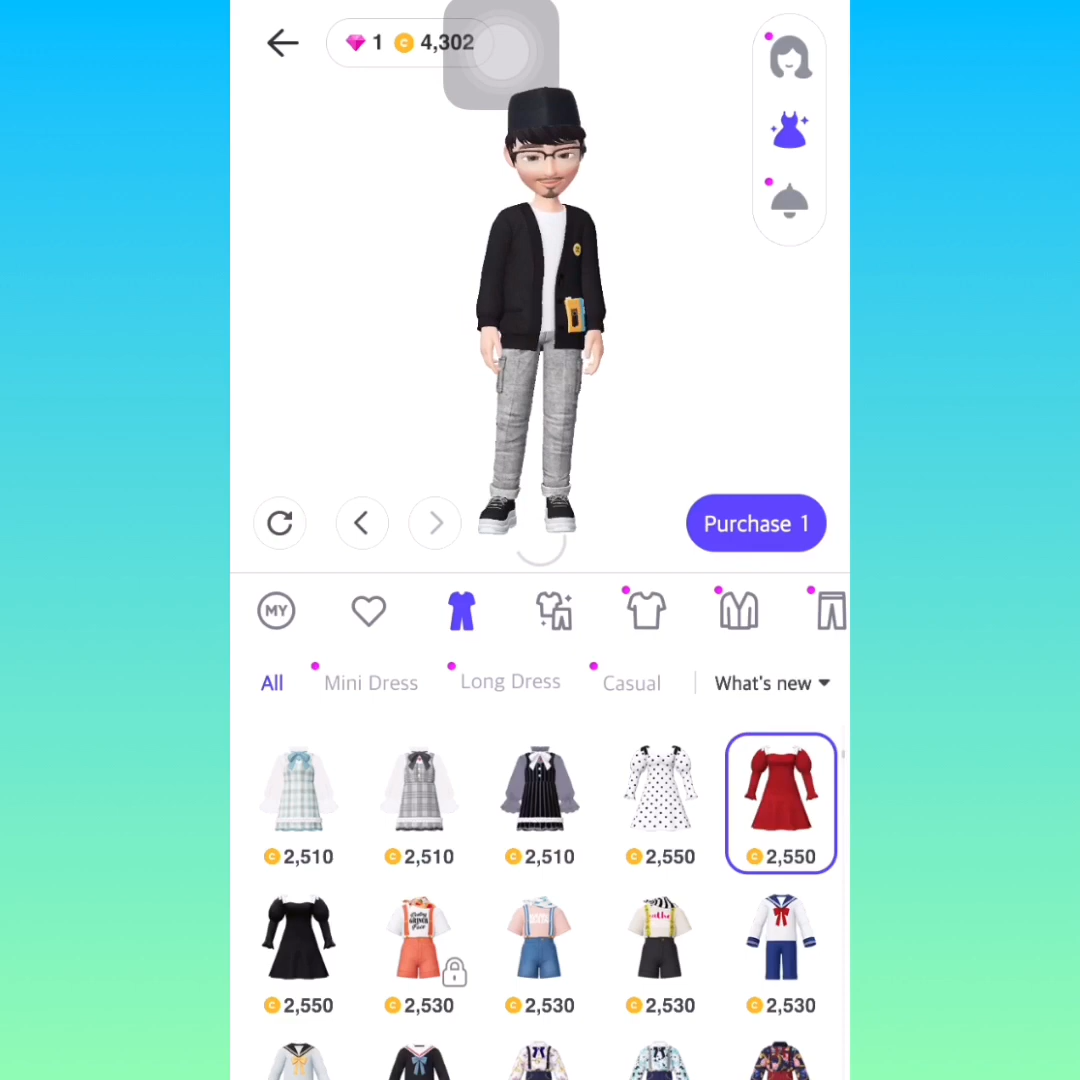 1 4,302
Purchase 1
MY
All Mini Dress Long Dress Casual What's new
2,510 2,510 2,510 2,550 2,550
2,550 2,530 2,530 2,530 2,530